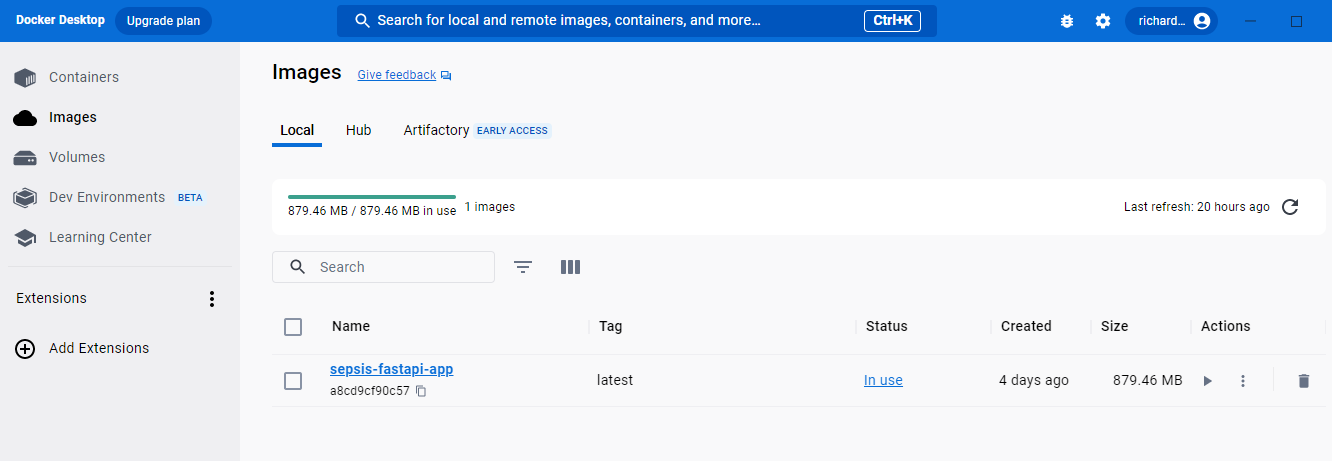 Docker Desktop Upgrade plan Search for local and remote images, containers, and more... Ctrl+K richard...
Containers
Images
Volumes
Dev Environments BETA
Learning Center
Extensions
Add Extensions
Images Give feedback
Local Hub Artifactory EARLY ACCESS
879.46 MB / 879.46 MB in use 1 images Last refresh: 20 hours ago
Search
Name Tag Status Created Size Actions
sepsis-fastapi-app latest In use 4 days ago 879.46 MB
a8cd9cf90c57